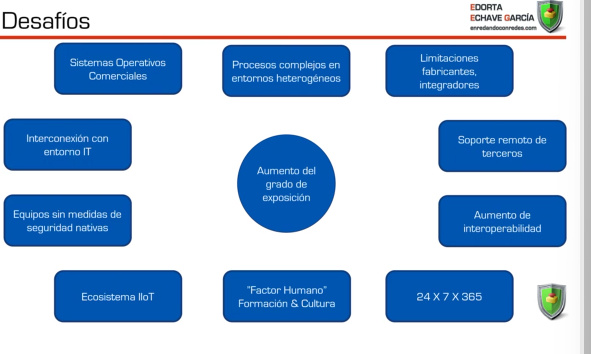 Desafíos
EDORTA
ECHAVE GARCÍA
enredandoconredes.com
Sistemas Operativos
Comerciales
Procesos complejos en
entornos heterogéneos
Limitaciones
fabricantes,
integradores
Interconexión con
entorno IT
Aumento del
grado de
exposición
Soporte remoto de
terceros
Equipos sin medidas de
seguridad nativas
Aumento de
interoperabilidad
Ecosistema IIoT
"Factor Humano"
Formación & Cultura
24 X 7 X 365